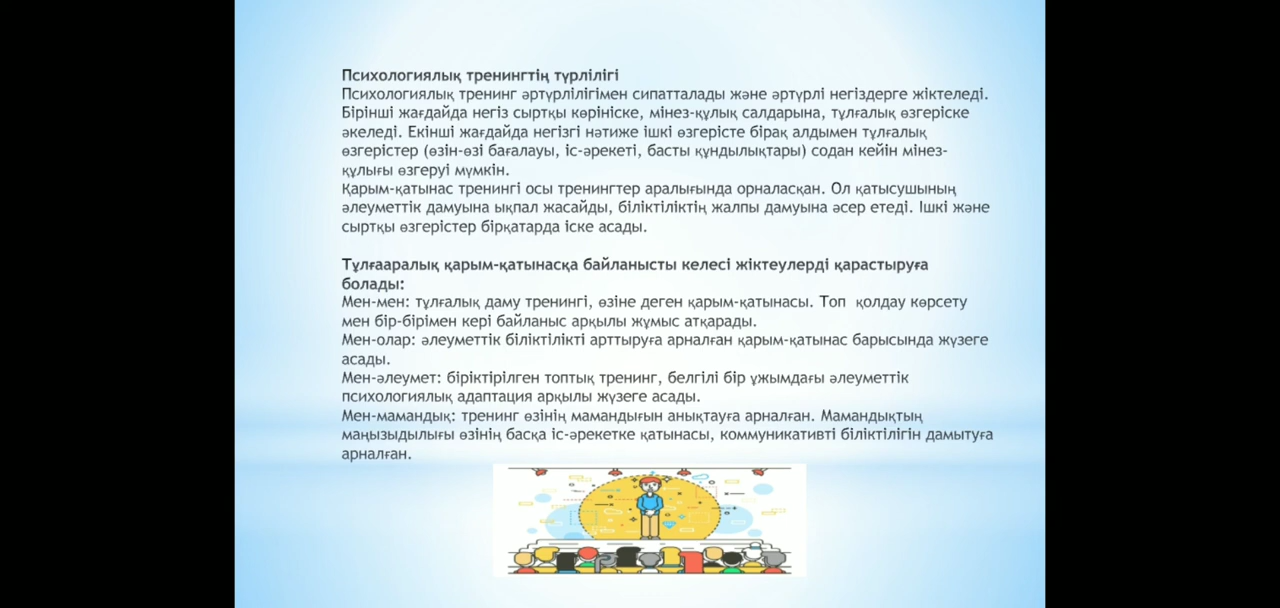 Психологиялық тренингтің түрлілігі
Психологиялық тренинг әртүрлілігімен сипатталады және әртүрлі негіздерге жіктеледі.
Бірінші жағдайда негіз сыртқы көрініске, мінез-құлық салдарына, тұлғалық өзгеріске
әкеледі. Екінші жағдайда негізгі нәтиже ішкі өзгерісте бірақ алдымен тұлғалық
өзгерістер (өзін-өзі бағалауы, іс-әрекеті, басты құндылықтары) содан кейін мінез-
құлығы өзгеруі мүмкін.
Қарым-қатынас тренингі осы тренингтер аралығында орналасқан. Ол қатысушының
әлеуметтік дамуына ықпал жасайды, біліктіліктің жалпы дамуына әсер етеді. Ішкі және
сыртқы өзгерістер бірқатарда іске асады.
Тұлғааралық қарым-қатынасқа байланысты келесі жіктеулерді қарастыруға
болады:
Мен-мен: тұлғалық даму тренингі, өзіне деген қарым-қатынасы. Топ  қолдау көрсету
мен бір-бірімен кері байланыс арқылы жұмыс атқарады.
Мен-олар: әлеуметтік біліктілікті арттыруға арналған қарым-қатынас барысында жүзеге
асады.
Мен-әлеумет: біріктірілген топтық тренинг, белгілі бір ұжымдағы әлеуметтік
психологиялық адаптация арқылы жүзеге асады.
Мен-мамандық: тренинг өзінің мамандығын анықтауға арналған. Мамандықтың
маңызыдылығы өзінің басқа іс-әрекетке қатынасы, коммуникативті біліктілігін дамытуға
арналған.